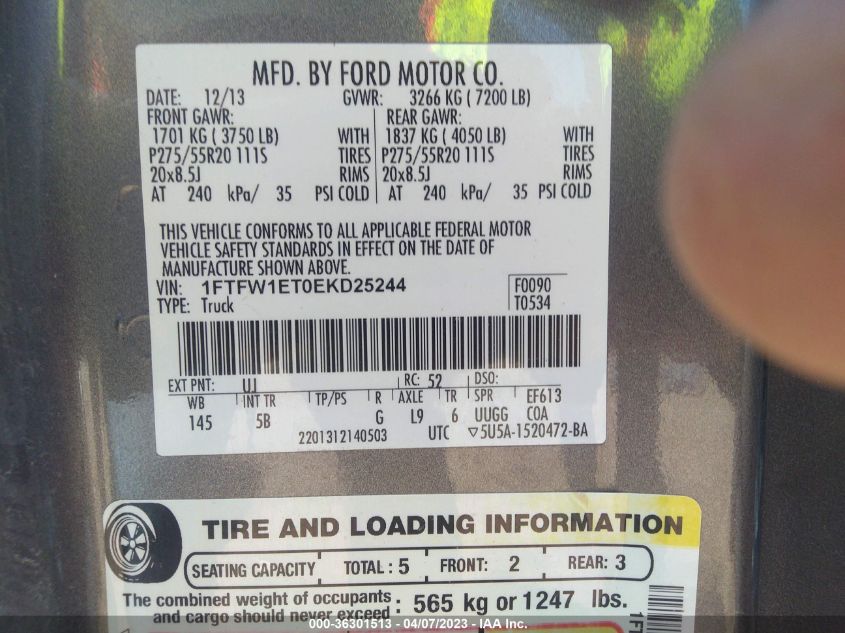 MFD. BY FORD MOTOR CO.
DATE: 12/13 GVWR: 3266 KG ( 7200 LB)
FRONT GAWR: REAR GAWR:
1701 KG ( 3750 LB) WITH 1837 KG ( 4050 LB) WITH
P275/55R20 111S TIRES P275/55R20 111S TIRES
20x8.5J RIMS 20x8.5J RIMS
AT 240 kPa/ 35 PSI COLD AT 240 kPa/ 35 PSI COLD
THIS VEHICLE CONFORMS TO ALL APPLICABLE FEDERAL MOTOR
VEHICLE SAFETY STANDARDS IN EFFECT ON THE DATE OF
MANUFACTURE SHOWN ABOVE.
VIN: 1FTFW1ET0EKD25244 F0090
TYPE: Truck T0534
EXT PNT: UJ RC: 52 DSO:
WB INT TR TP/PS R AXLE TR SPR EF613
145 5B G L9 6 UUGG COA
2201312140503 UTC ▽5U5A-1520472-BA
TIRE AND LOADING INFORMATION
SEATING CAPACITY TOTAL: 5 FRONT: 2 REAR: 3
The combined weight of occupants
and cargo should never exceed : 565 kg or 1247 lbs.
1FT
000-36301513 - 04/07/2023 - IAA Inc.